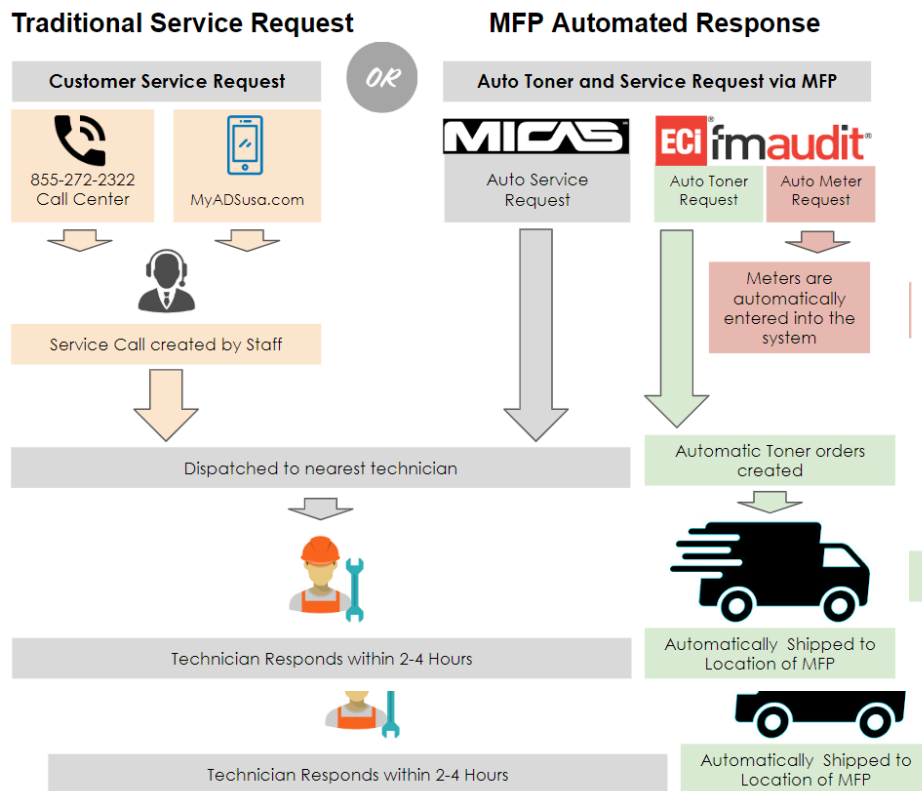 Traditional Service Request
MFP Automated Response
Customer Service Request
OR
Auto Toner and Service Request via MFP
855-272-2322
Call Center
MyADSusa.com
MICAS
Auto Service
Request
ECi fmaudit
Auto Toner
Request
Auto Meter
Request
Meters are
automatically
entered into the
system
Service Call created by Staff
Dispatched to nearest technician
Automatic Toner orders
created
Technician Responds within 2-4 Hours
Automatically Shipped to
Location of MFP
Technician Responds within 2-4 Hours
Automatically Shipped to
Location of MFP